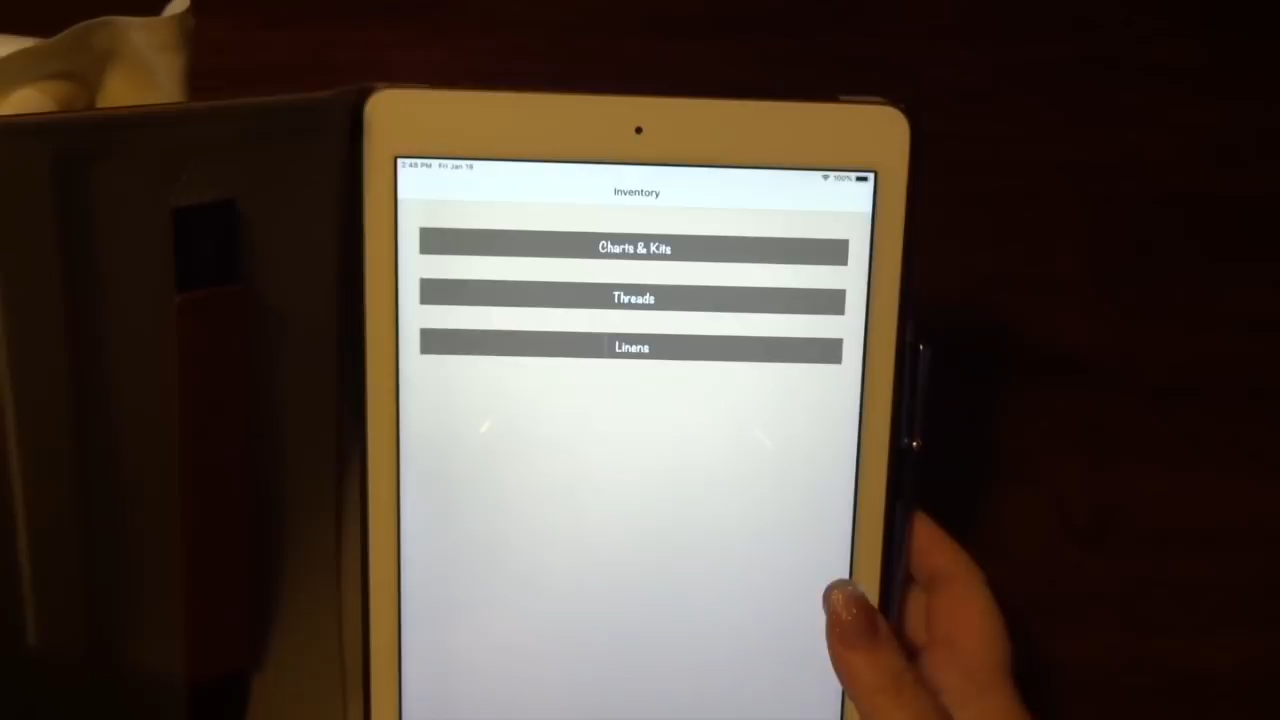 2:48 PM Fri Jan 18
100%
Inventory
Charts & Kits
Threads
Linens